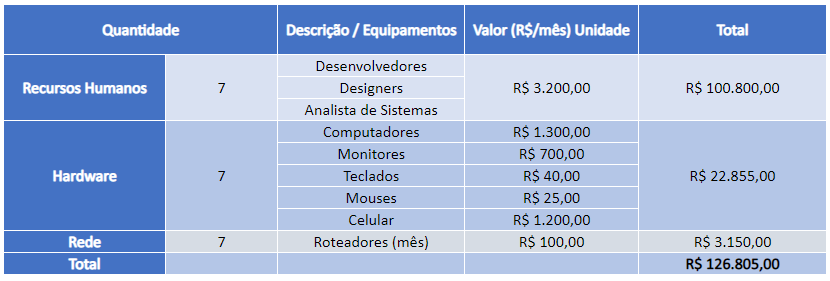 Quantidade Descrição / Equipamentos Valor (R$/mês) Unidade Total
Recursos Humanos 7 Desenvolvedores R$ 3.200,00 R$ 100.800,00
Designers
Analista de Sistemas
Hardware 7 Computadores R$ 1.300,00 R$ 22.855,00
Monitores R$ 700,00
Teclados R$ 40,00
Mouses R$ 25,00
Celular R$ 1.200,00
Rede 7 Roteadores (mês) R$ 100,00 R$ 3.150,00
Total R$ 126.805,00